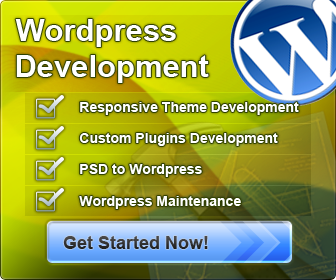 Wordpress
Development
Responsive Theme Development
Custom Plugins Development
PSD to Wordpress
Wordpress Maintenance
Get Started Now!